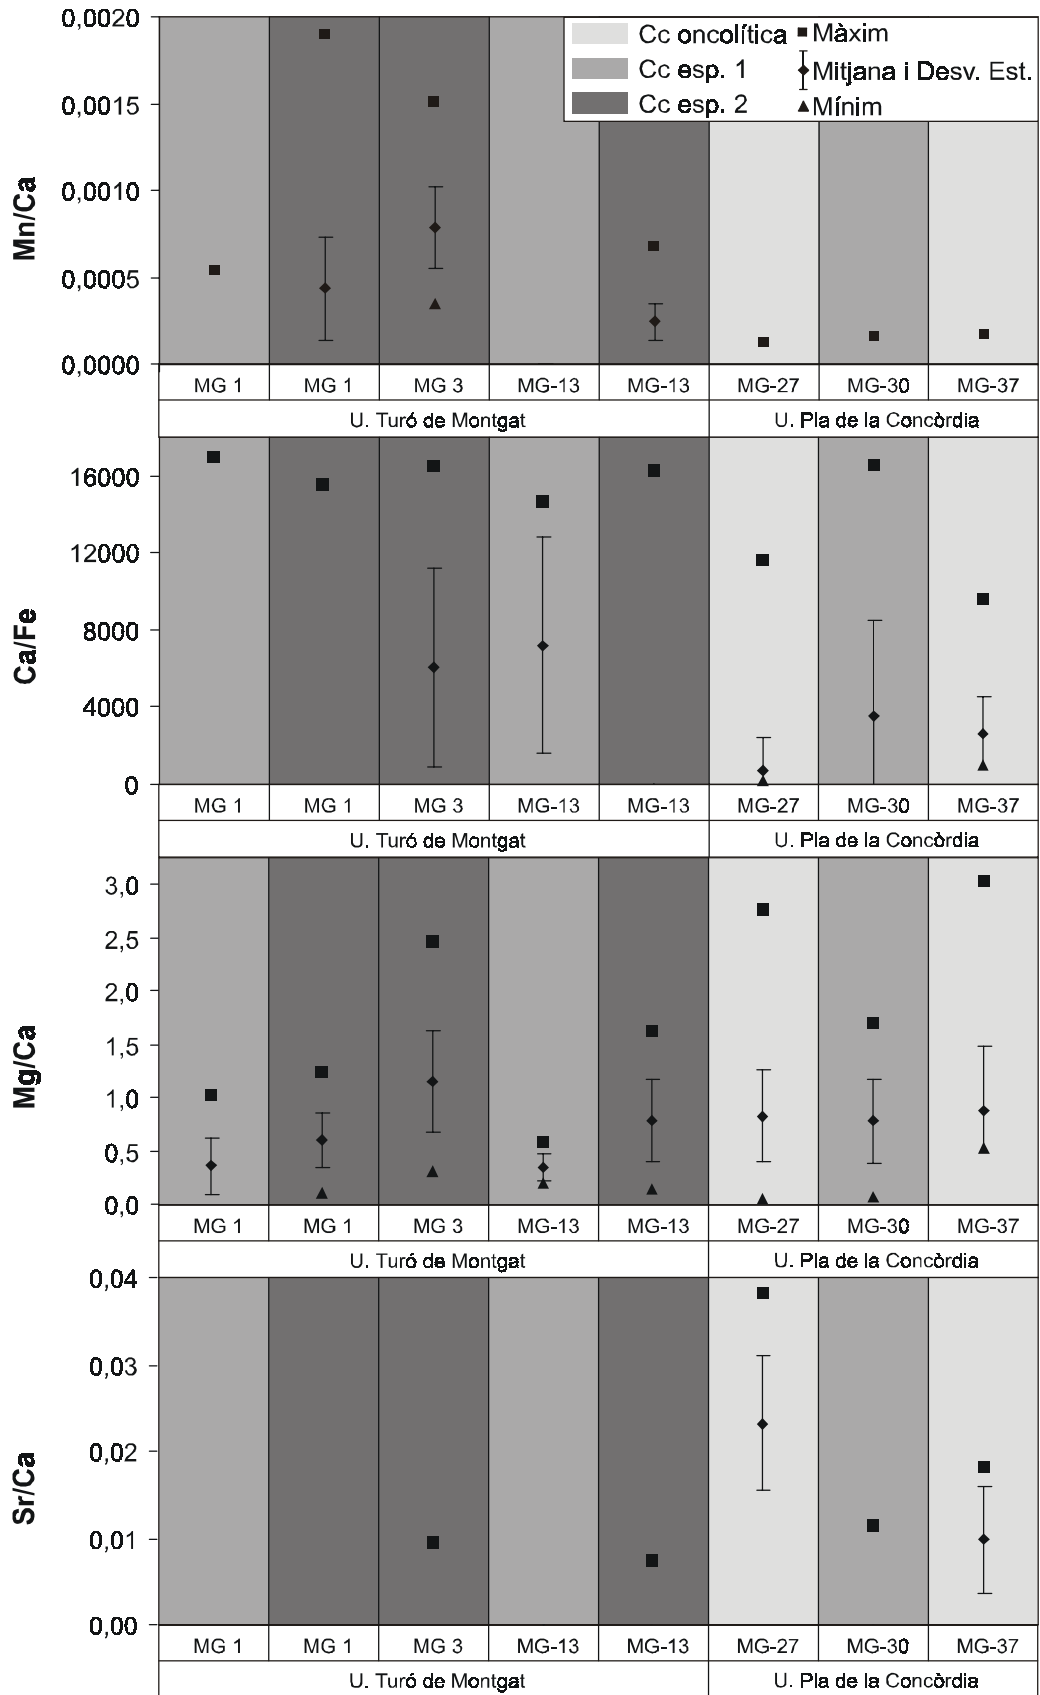 0,0020
0,0015
0,0010
0,0005
0,0000
Mn/Ca
Cc oncolítica
Cc esp. 1
Cc esp. 2
Màxim
Mitjana i Desv. Est.
Mínim
MG 1 MG 1 MG 3 MG-13 MG-13 MG-27 MG-30 MG-37
U. Turó de Montgat U. Pla de la Concòrdia
16000
12000
8000
4000
0
Ca/Fe
MG 1 MG 1 MG 3 MG-13 MG-13 MG-27 MG-30 MG-37
U. Turó de Montgat U. Pla de la Concòrdia
3,0
2,5
2,0
1,5
1,0
0,5
0,0
Mg/Ca
MG 1 MG 1 MG 3 MG-13 MG-13 MG-27 MG-30 MG-37
U. Turó de Montgat U. Pla de la Concòrdia
0,04
0,03
0,02
0,01
0,00
Sr/Ca
MG 1 MG 1 MG 3 MG-13 MG-13 MG-27 MG-30 MG-37
U. Turó de Montgat U. Pla de la Concòrdia